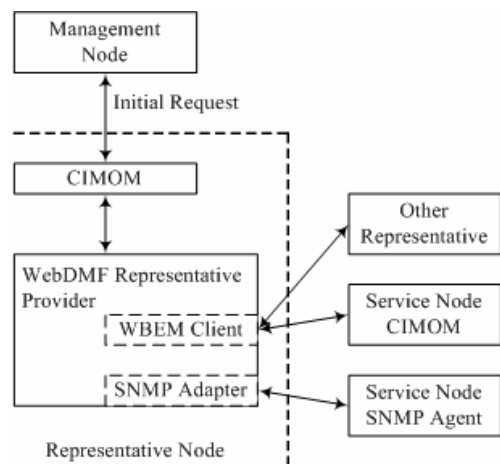 Management
Node
Initial Request
CIMOM
WebDMF Representative
Provider
WBEM Client
SNMP Adapter
Representative Node
Other
Representative
Service Node
CIMOM
Service Node
SNMP Agent